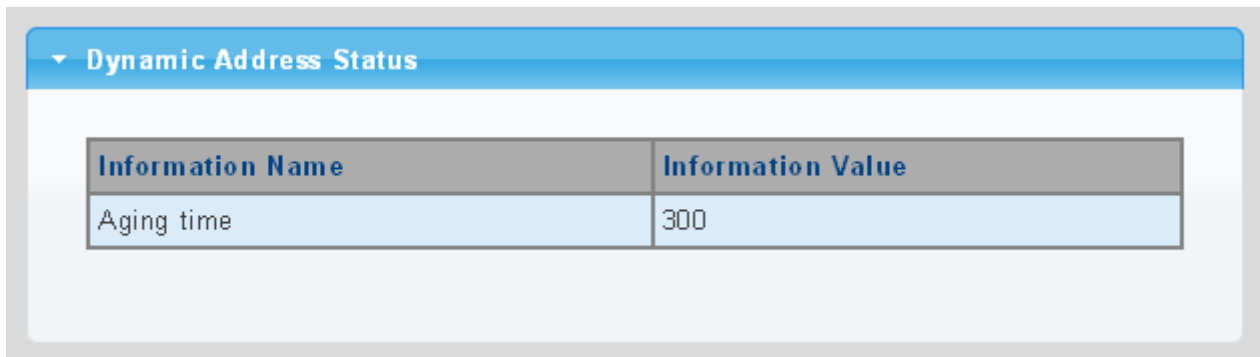 Dynamic Address Status
Information Name Information Value
Aging time 300